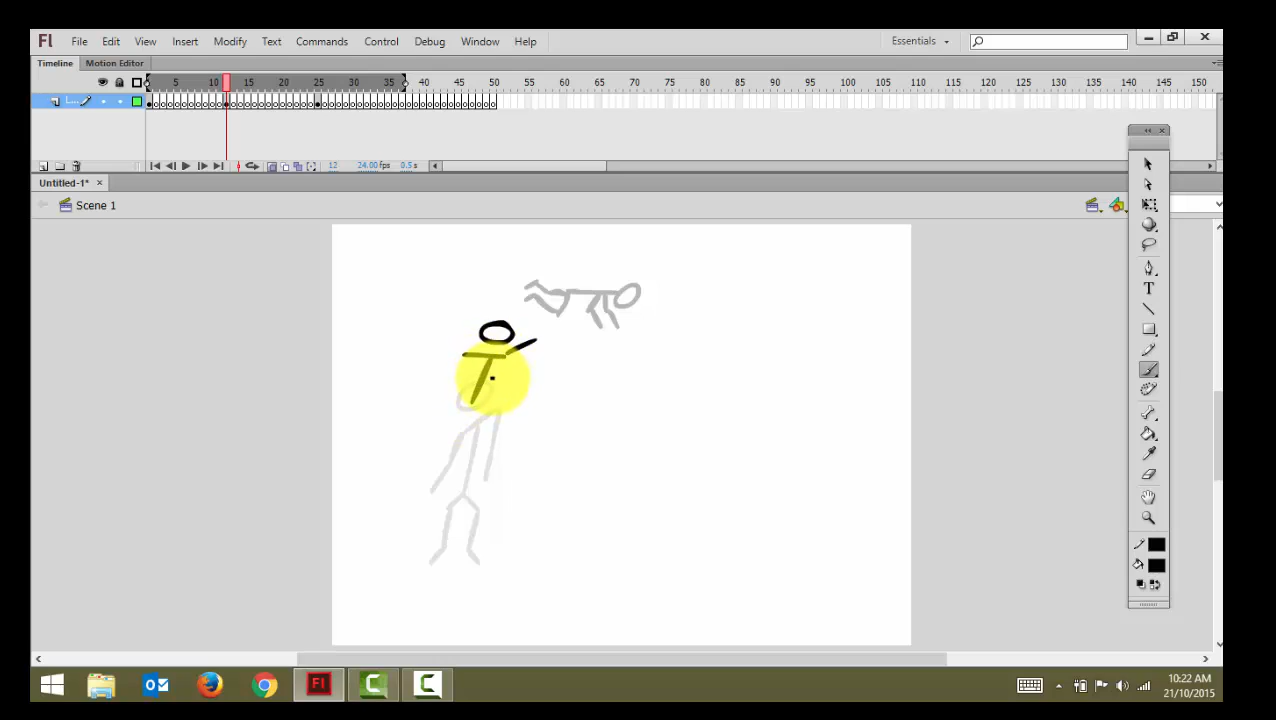 Fl File Edit View Insert Modify Text Commands Control Debug Window Help Essentials
Timeline Motion Editor
5 10 15 20 25 30 35 40 45 50 55 60 65 70 75 80 85 90 95 100 105 110 115 120 125 130 135 140 145 150
12 24.00 fps 0.5 s
Untitled-1* ×
Scene 1
T
Fl
10:22 AM
21/10/2015